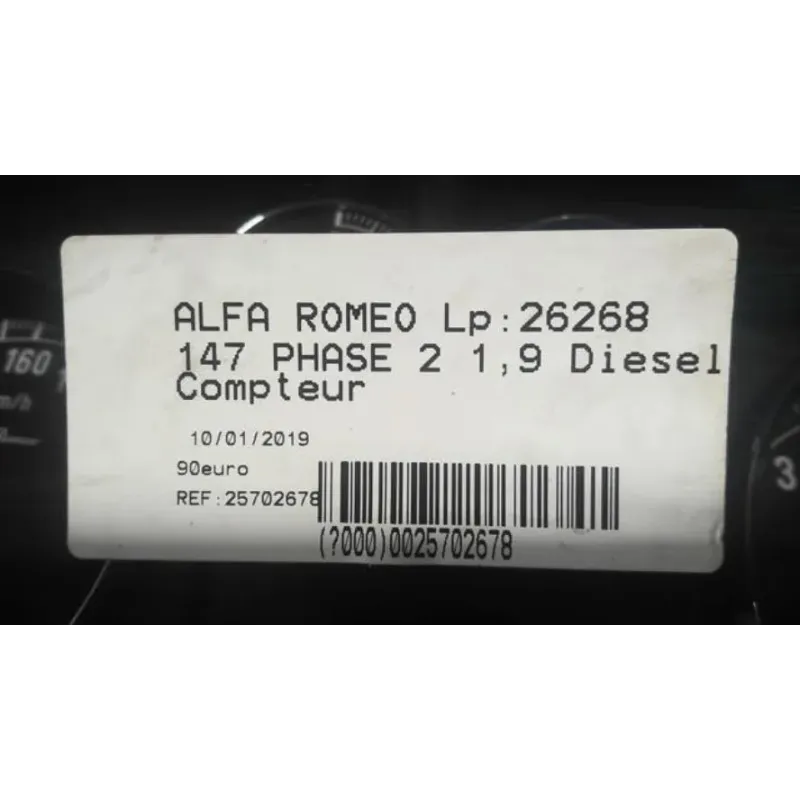 ALFA ROMEO Lp:26268
147 PHASE 2 1,9 Diesel
Compteur
10/01/2019
90euro
REF:25702678
(?000)0025702678
160
m/h
3